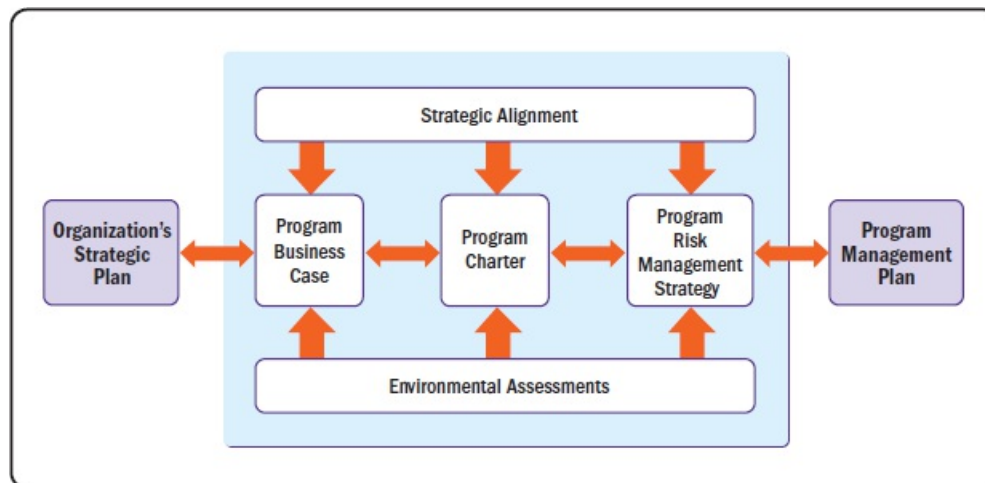 Strategic Alignment
Organization's
Strategic
Plan
Program
Business
Case
Program
Charter
Program
Risk
Management
Strategy
Program
Management
Plan
Environmental Assessments